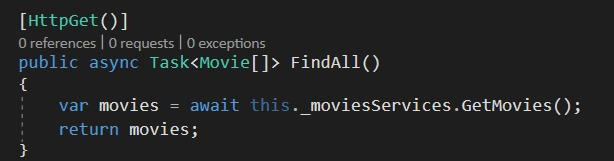 [HttpGet()]
0 references | 0 requests | 0 exceptions
public async Task<Movie[]> FindAll()
{
    var movies = await this._moviesServices.GetMovies();
    return movies;
}